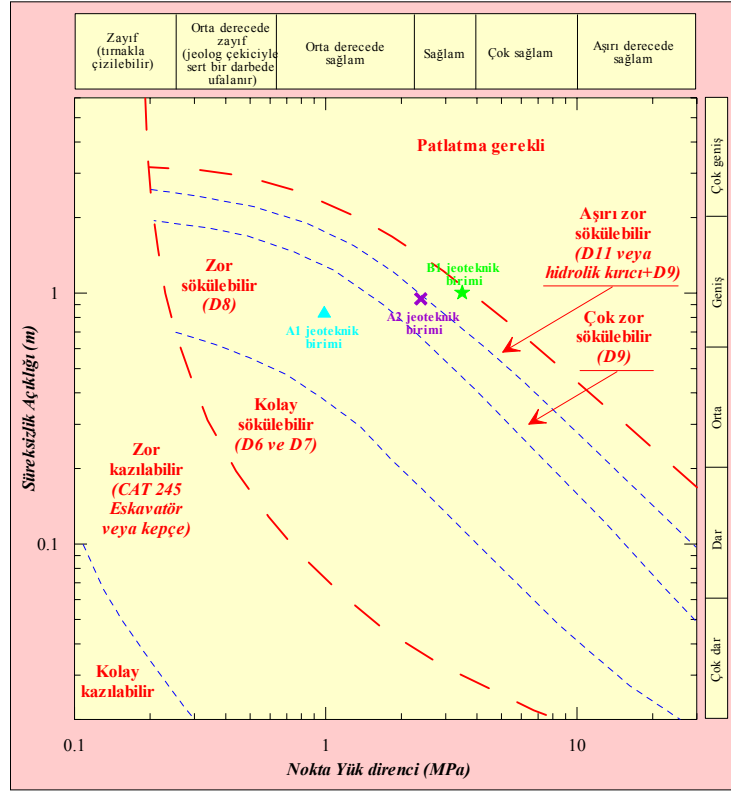 Zayıf
(tırnakla
çizilebilir)
Orta derecede
zayıf
(jeolog çekiciyle
sert bir darbede
ufalanır)
Orta derecede
sağlam
Sağlam
Çok sağlam
Aşırı derecede
sağlam
Patlatma gerekli
Aşırı zor
sökülebilir
(D11 veya
hidrolik kırıcı+D9)
Çok zor
sökülebilir
(D9)
Zor
sökülebilir
(D8)
B1 jeoteknik
birimi
A2 jeoteknik
birimi
A1 jeoteknik
birimi
Kolay
sökülebilir
(D6 ve D7)
Zor
kazılabilir
(CAT 245
Eskavatör
veya kepçe)
Kolay
kazılabilir
Çok geniş
Geniş
Orta
Dar
Çok dar
Süreksizlik Açıklığı (m)
1
0.1
0.1
1
10
Nokta Yük direnci (MPa)